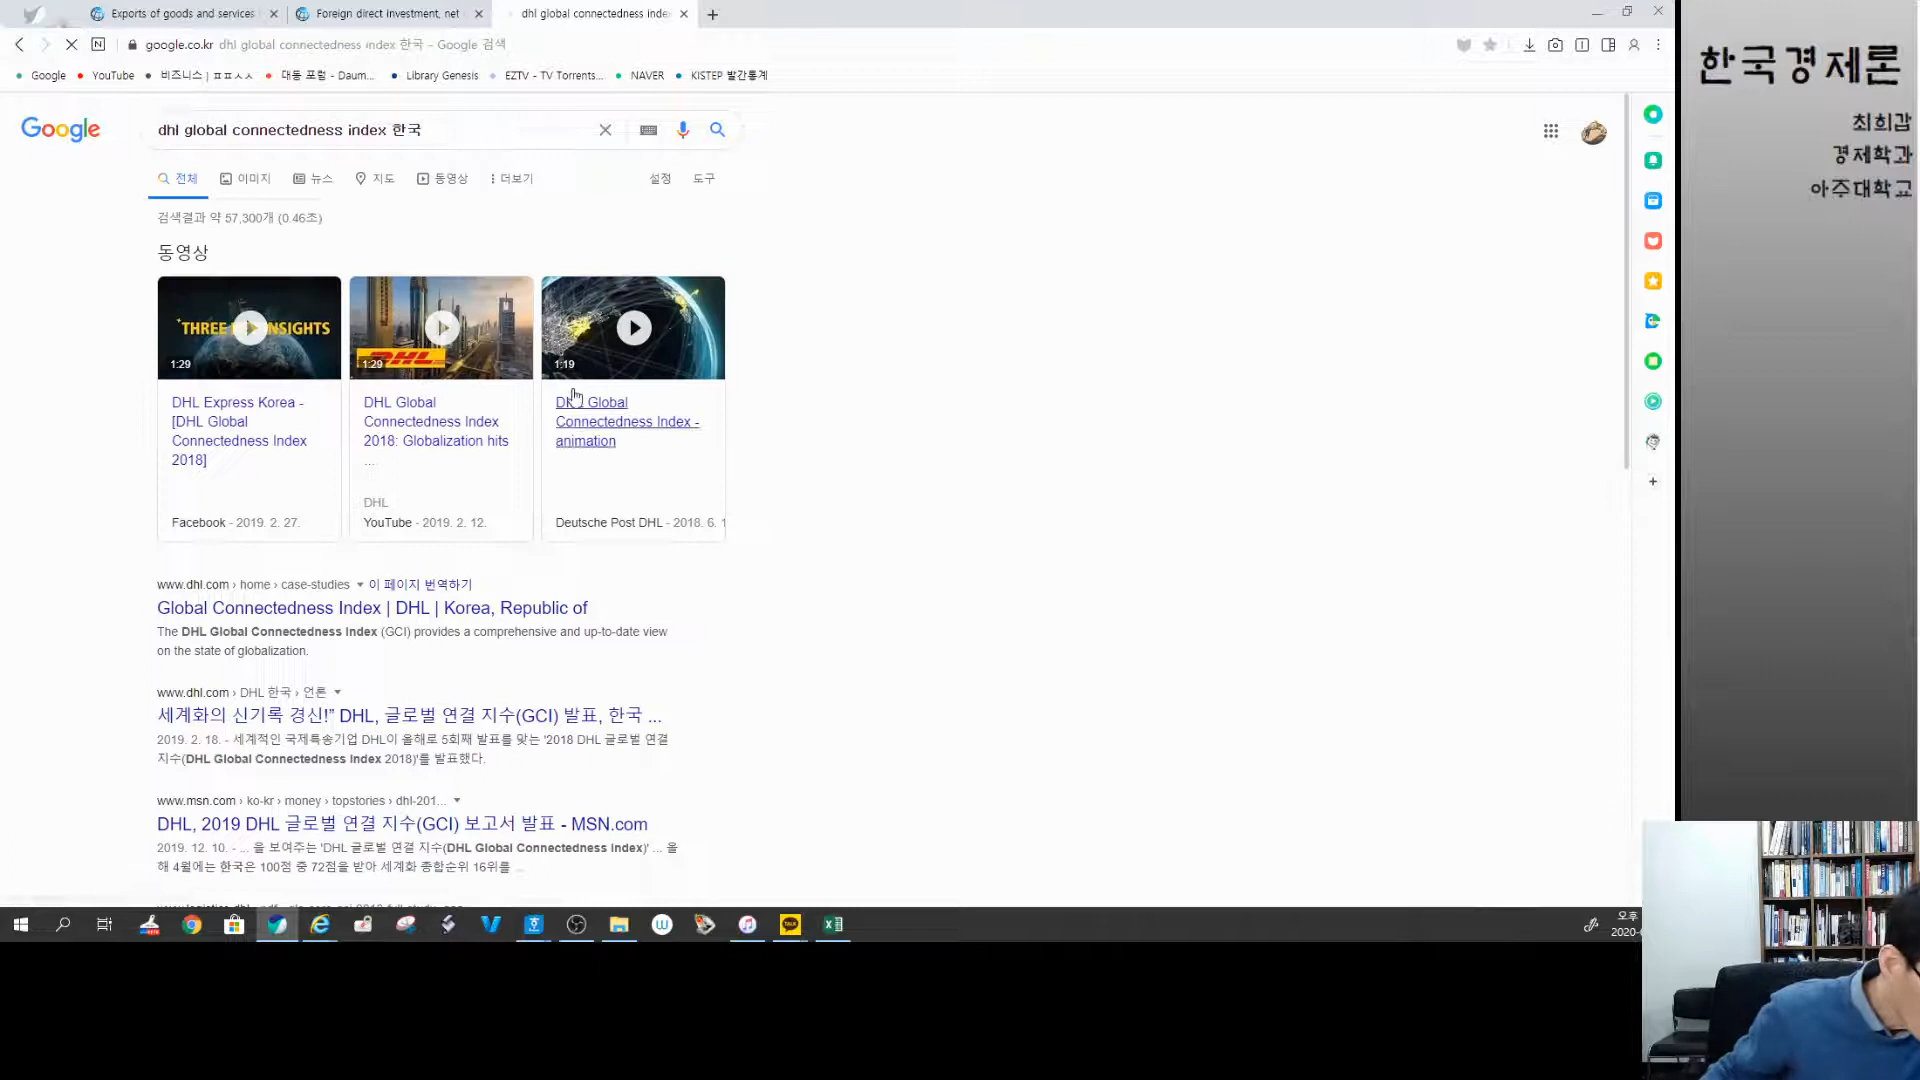 Exports of goods and services
Foreign direct investment, net
dhl global connectedness inde
google.co.kr dhl global connectedness index 한국 - Google 검색
Google
YouTube
비즈니스 | ㅍㅍㅅㅅ
대동 포럼 - Daum...
Library Genesis
EZTV - TV Torrents...
NAVER
KISTEP 발간통계
한국경제론
최희갑
경제학과
아주대학교
Google
dhl global connectedness index 한국
전체
이미지
뉴스
지도
동영상
더보기
설정
도구
검색결과 약 57,300개 (0.46초)
동영상
1:29
DHL
1:29
1:19
DHL Express Korea -
[DHL Global
Connectedness Index
2018]
Facebook - 2019. 2. 27.
DHL Global
Connectedness Index
2018: Globalization hits
...
DHL
YouTube - 2019. 2. 12.
Global
Connectedness Index -
animation
Deutsche Post DHL - 2018. 6. 1
www.dhl.com › home › case-studies 이 페이지 번역하기
Global Connectedness Index | DHL | Korea, Republic of
The DHL Global Connectedness Index (GCI) provides a comprehensive and up-to-date view
on the state of globalization.
www.dhl.com › DHL 한국 › 언론
세계화의 신기록 경신!” DHL, 글로벌 연결 지수(GCI) 발표, 한국 ...
2019. 2. 18. - 세계적인 국제특송기업 DHL이 올해로 5회째 발표를 맞는 '2018 DHL 글로벌 연결
지수(DHL Global Connectedness Index 2018)'를 발표했다.
www.msn.com › ko-kr › money › topstories › dhl-201...
DHL, 2019 DHL 글로벌 연결 지수(GCI) 보고서 발표 - MSN.com
2019. 12. 10. - ... 을 보여주는 'DHL 글로벌 연결 지수(DHL Global Connectedness Index)' ... 올
해 4월에는 한국은 100점 중 72점을 받아 세계화 종합순위 16위를 ...
오후
2020-